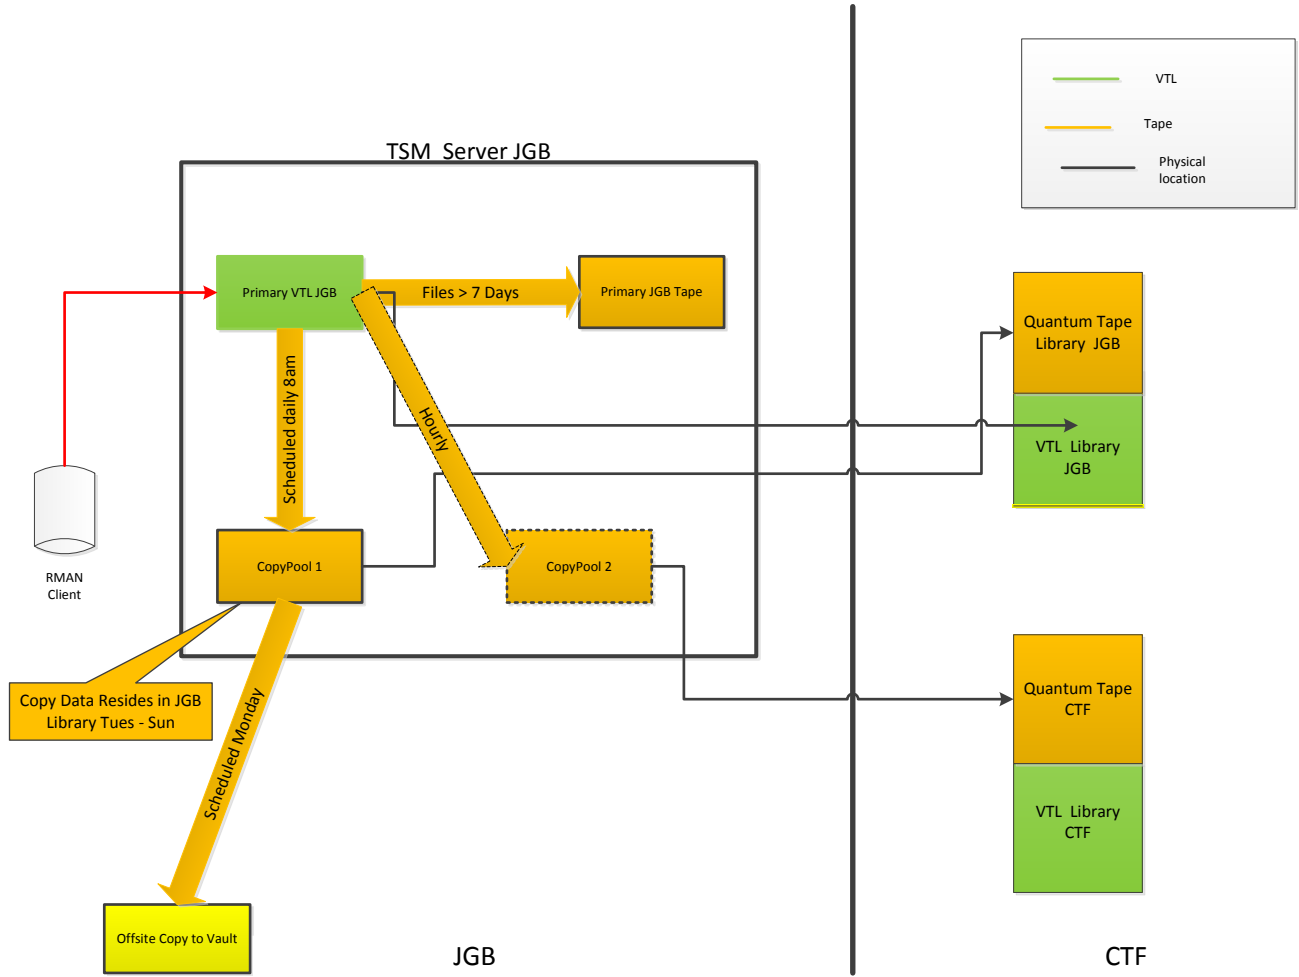 VTL
Tape
Physical
location
TSM Server JGB
Primary VTL JGB
Files > 7 Days
Primary JGB Tape
Quantum Tape
Library JGB
Scheduled daily 8am
Hourly
VTL Library
JGB
RMAN
Client
CopyPool 1
CopyPool 2
Copy Data Resides in JGB
Library Tues - Sun
Scheduled Monday
Quantum Tape
CTF
VTL Library
CTF
Offsite Copy to Vault
JGB
CTF